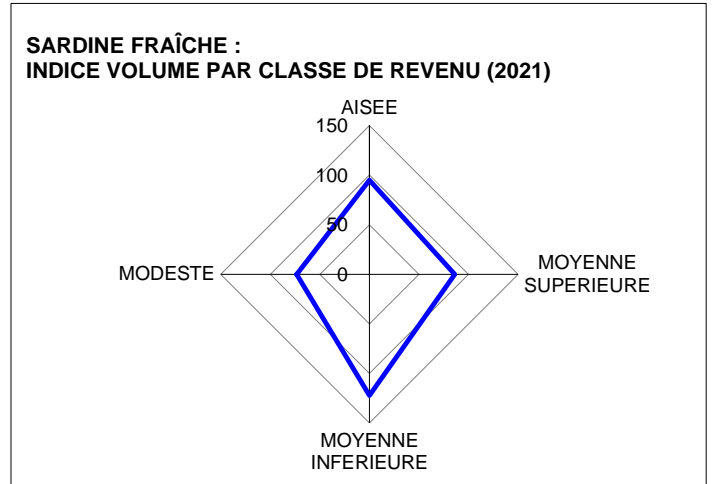 SARDINE FRAÎCHE :
INDICE VOLUME PAR CLASSE DE REVENU (2021)
AISEE
150
100
50
0
MODESTE
MOYENNE
SUPERIEURE
MOYENNE
INFERIEURE